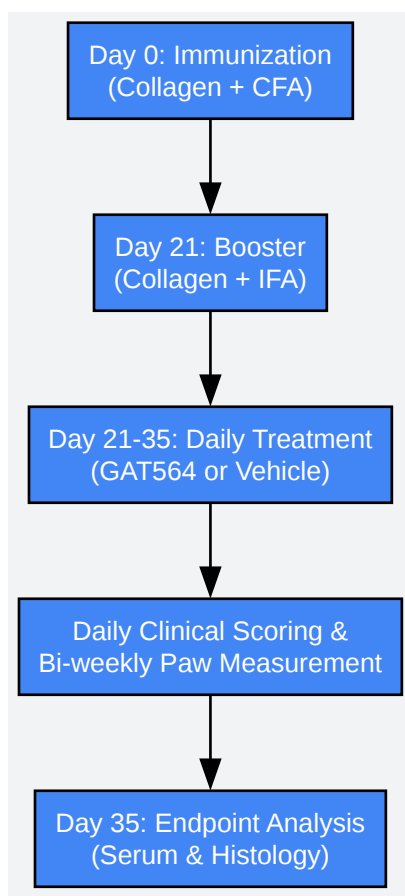 Day 0: Immunization
(Collagen + CFA)
Day 21: Booster
(Collagen + IFA)
Day 21-35: Daily Treatment
(GAT564 or Vehicle)
Daily Clinical Scoring &
Bi-weekly Paw Measurement
Day 35: Endpoint Analysis
(Serum & Histology)